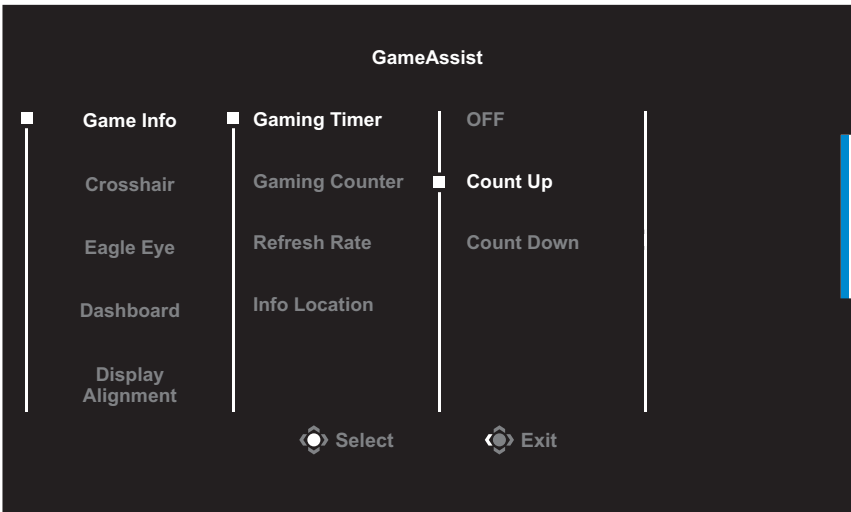 GameAssist
Game Info
Gaming Timer
OFF
Crosshair
Gaming Counter
Count Up
Eagle Eye
Refresh Rate
Count Down
Dashboard
Info Location
Display
Alignment
Select
Exit